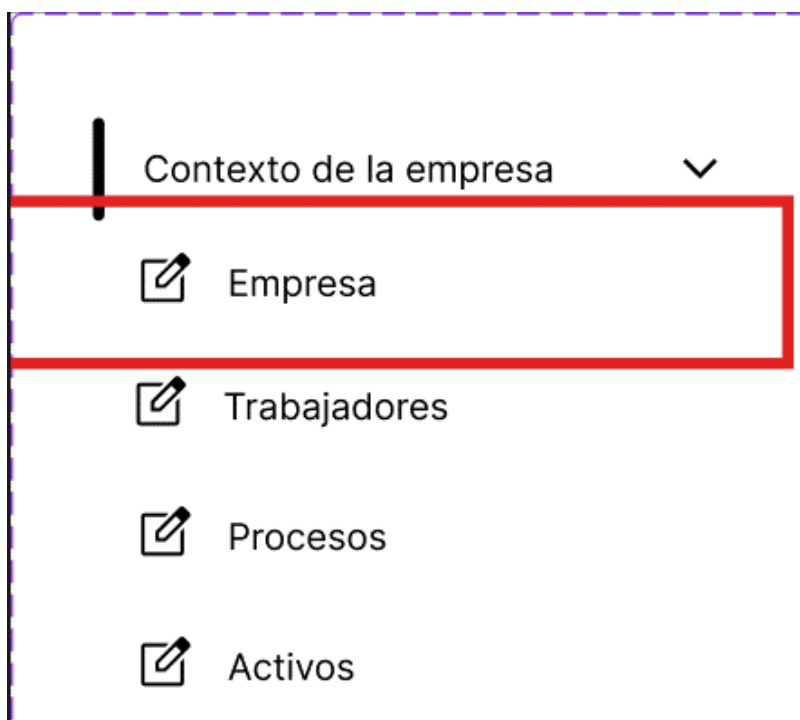 Contexto de la empresa
Empresa
Trabajadores
Procesos
Activos